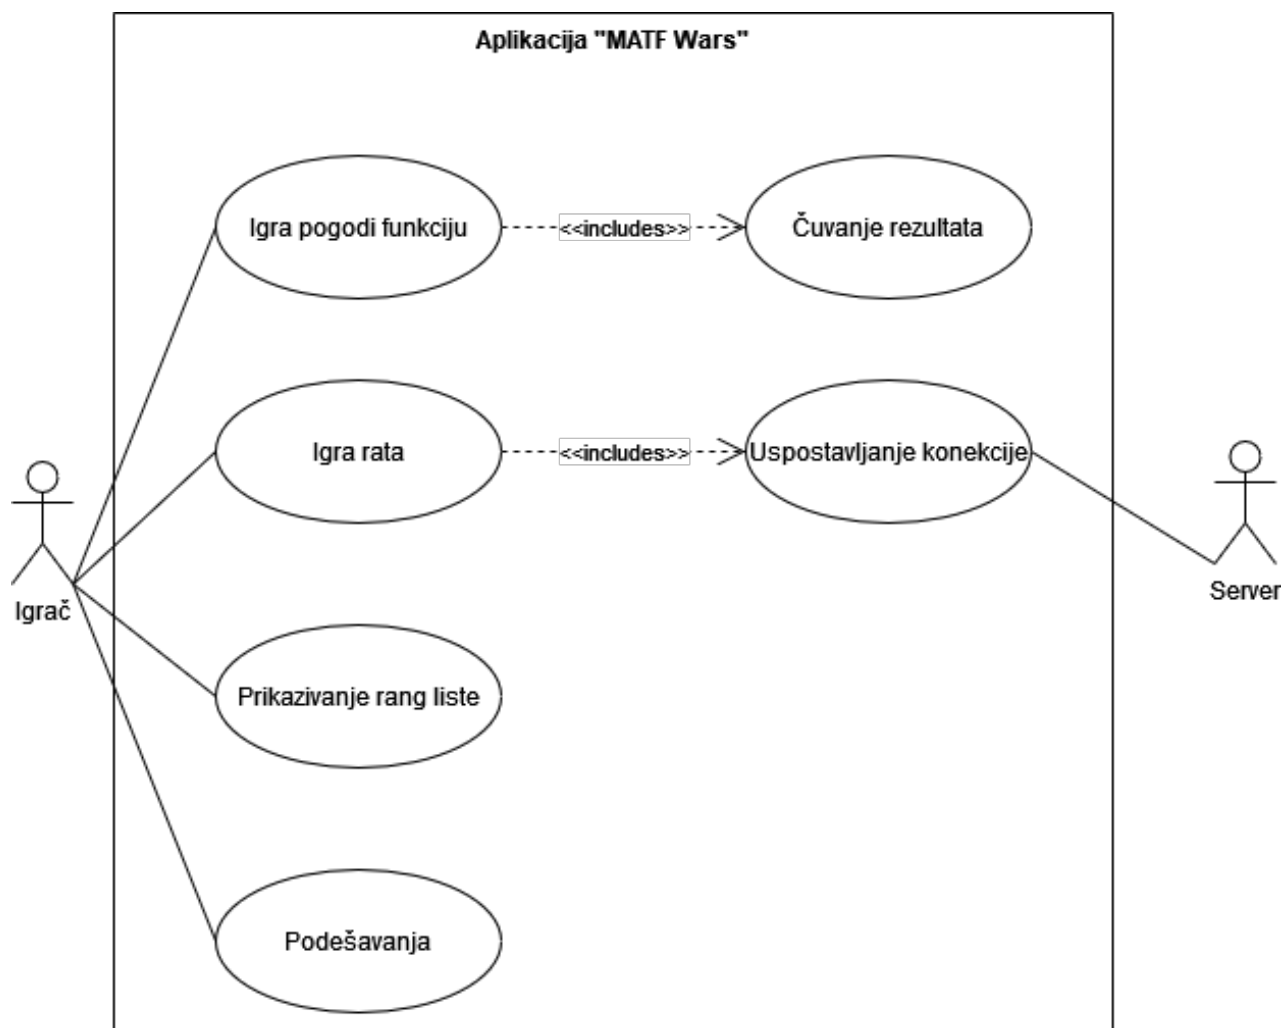 Aplikacija "MATF Wars"
Igra pogodi funkciju
<<includes>>
Čuvanje rezultata
Igra rata
<<includes>>
Uspostavljanje konekcije
Igrač
Server
Prikazivanje rang liste
Podešavanja